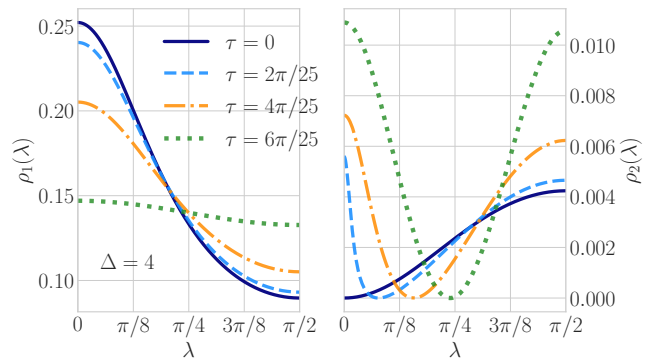 0.25
0.20
0.15
0.10
ρ₁(λ)
τ = 0
τ = 2π/25
τ = 4π/25
τ = 6π/25
Δ = 4
0 π/8 π/4 3π/8 π/2
λ
0.010
0.008
0.006
0.004
0.002
0.000
ρ₂(λ)
0 π/8 π/4 3π/8 π/2
λ